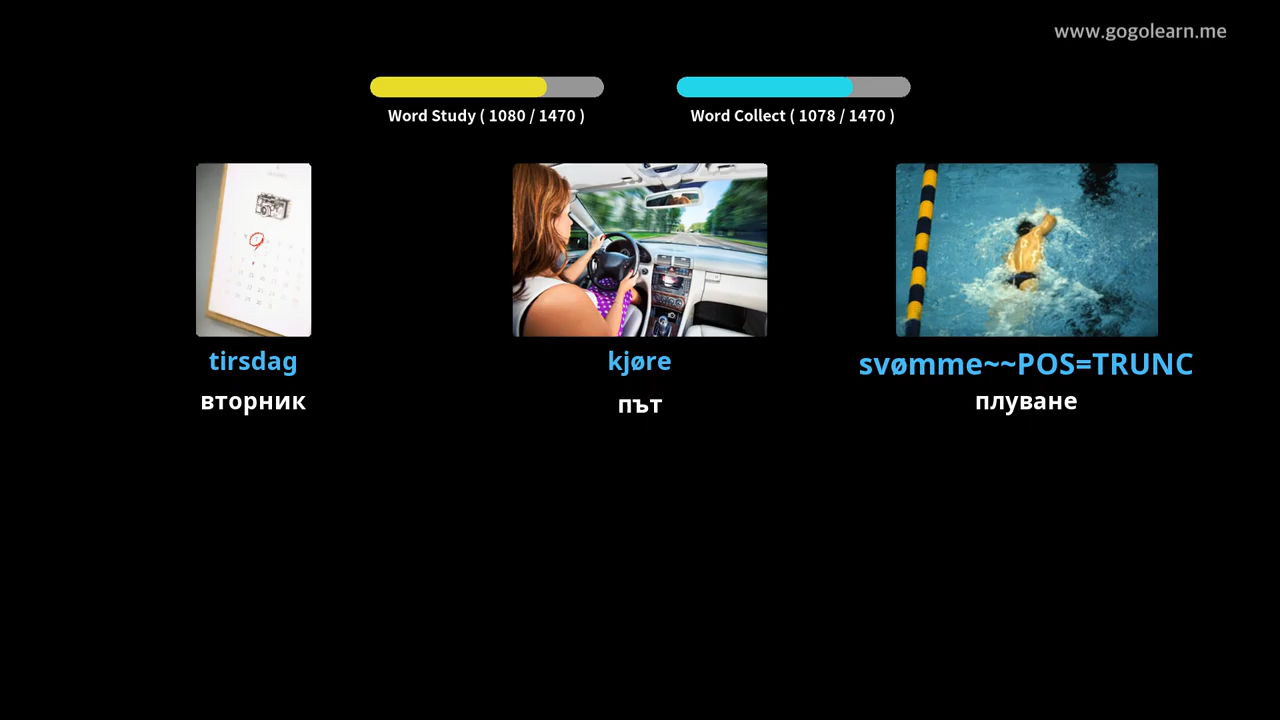 www.gogolearn.me
Word Study ( 1080 / 1470 )
Word Collect ( 1078 / 1470 )
tirsdag
kjøre
svømme~~POS=TRUNC
вторник
път
плуване